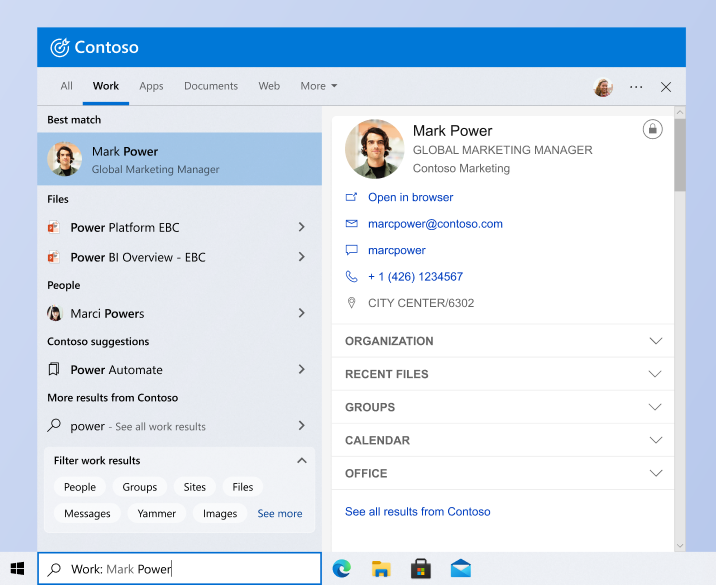 Contoso
All Work Apps Documents Web More
Best match
Mark Power
Global Marketing Manager
Files
Power Platform EBC
Power BI Overview - EBC
People
Marci Powers
Contoso suggestions
Power Automate
More results from Contoso
power - See all work results
Filter work results
People Groups Sites Files
Messages Yammer Images See more
Mark Power
GLOBAL MARKETING MANAGER
Contoso Marketing
Open in browser
marcpower@contoso.com
marcpower
+ 1 (426) 1234567
CITY CENTER/6302
ORGANIZATION
RECENT FILES
GROUPS
CALENDAR
OFFICE
See all results from Contoso
Work: Mark Power